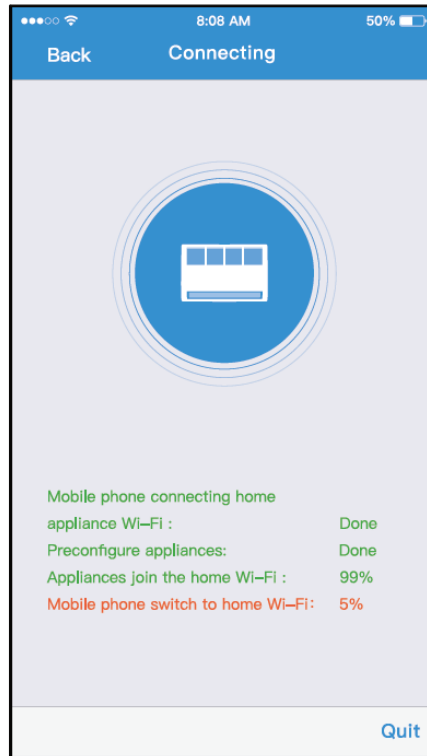 8:08 AM
50%
Back
Connecting
Mobile phone connecting home
appliance Wi-Fi : Done
Preconfigure appliances: Done
Appliances join the home Wi-Fi : 99%
Mobile phone switch to home Wi-Fi: 5%
Quit